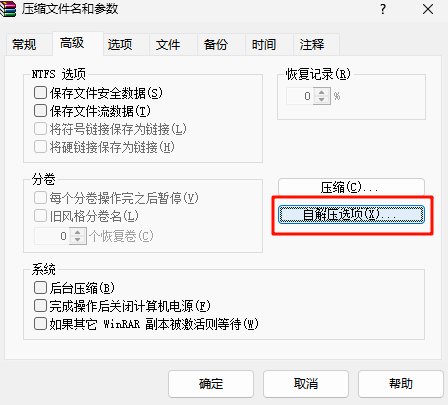 压缩文件名和参数
?
常规 高级 选项 文件 备份 时间 注释
NTFS 选项
保存文件安全数据(S)
保存文件流数据(T)
将符号链接保存为链接(L)
将硬链接保存为链接(H)
恢复记录(R)
0 %
分卷
每个分卷操作完之后暂停(V)
旧风格分卷名(L)
0 个恢复卷(C)
压缩(C)...
自解压选项(X)...
系统
后台压缩(B)
完成操作后关闭计算机电源(F)
如果其它 WinRAR 副本被激活则等待(W)
确定 取消 帮助